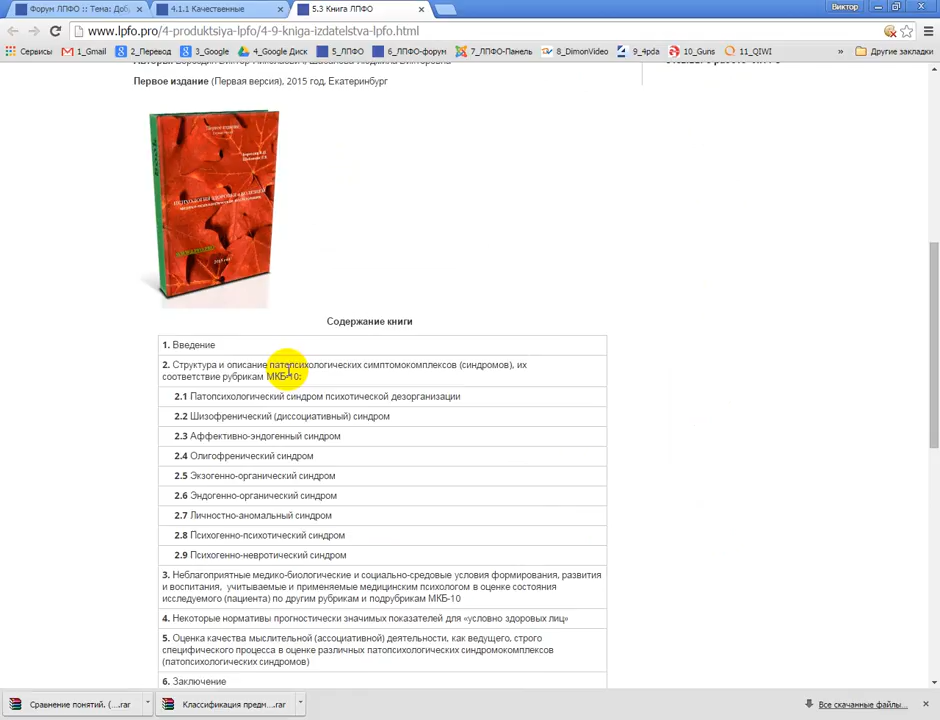 Форум ЛПФО :: Тема: Доб
4.1.1 Качественные
5.3 Книга ЛПФО
Виктор
www.lpfo.pro/4-produktsiya-lpfo/4-9-kniga-izdatelstva-lpfo.html
Сервисы 1_Gmail 2_Перевод 3_Google 4_Google Диск 5_ЛПФО 6_ЛПФО-форум 7_ЛПФО-Панель 8_DimonVideo 9_4pda 10_Guns 11_QIWI » Другие закладки
Первое издание (Первая версия), 2015 год, Екатеринбург
Содержание книги
1. Введение
2. Структура и описание патопсихологических симптомокомплексов (синдромов), их
соответствие рубрикам МКБ-10:
2.1 Патопсихологический синдром психотической дезорганизации
2.2 Шизофренический (диссоциативный) синдром
2.3 Аффективно-эндогенный синдром
2.4 Олигофренический синдром
2.5 Экзогенно-органический синдром
2.6 Эндогенно-органический синдром
2.7 Личностно-аномальный синдром
2.8 Психогенно-психотический синдром
2.9 Психогенно-невротический синдром
3. Неблагоприятные медико-биологические и социально-средовые условия формирования, развития
и воспитания, учитываемые и применяемые медицинским психологом в оценке состояния
исследуемого (пациента) по другим рубрикам и подрубрикам МКБ-10
4. Некоторые нормативы прогностически значимых показателей для «условно здоровых лиц»
5. Оценка качества мыслительной (ассоциативной) деятельности, как ведущего, строго
специфического процесса в оценке различных патопсихологических синдромокомплексов
(патопсихологических синдромов)
6. Заключение
Сравнение понятий. (....rar
Классификация предм....rar
Все скачанные файлы...